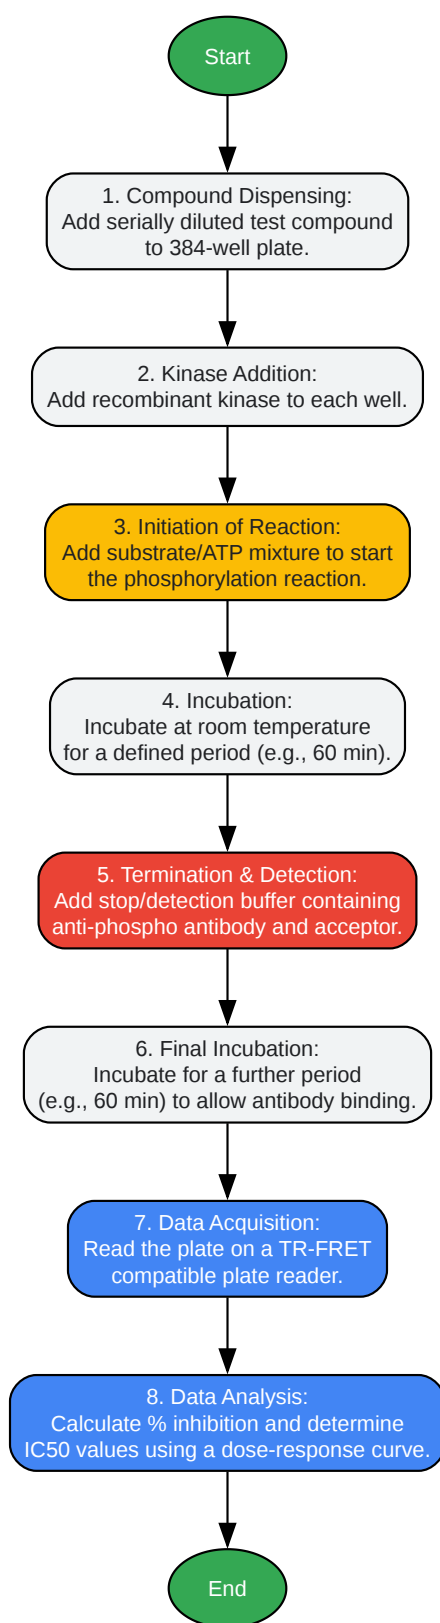 Start
1. Compound Dispensing:
Add serially diluted test compound
to 384-well plate.
2. Kinase Addition:
Add recombinant kinase to each well.
3. Initiation of Reaction:
Add substrate/ATP mixture to start
the phosphorylation reaction.
4. Incubation:
Incubate at room temperature
for a defined period (e.g., 60 min).
5. Termination & Detection:
Add stop/detection buffer containing
anti-phospho antibody and acceptor.
6. Final Incubation:
Incubate for a further period
(e.g., 60 min) to allow antibody binding.
7. Data Acquisition:
Read the plate on a TR-FRET
compatible plate reader.
8. Data Analysis:
Calculate % inhibition and determine
IC50 values using a dose-response curve.
End